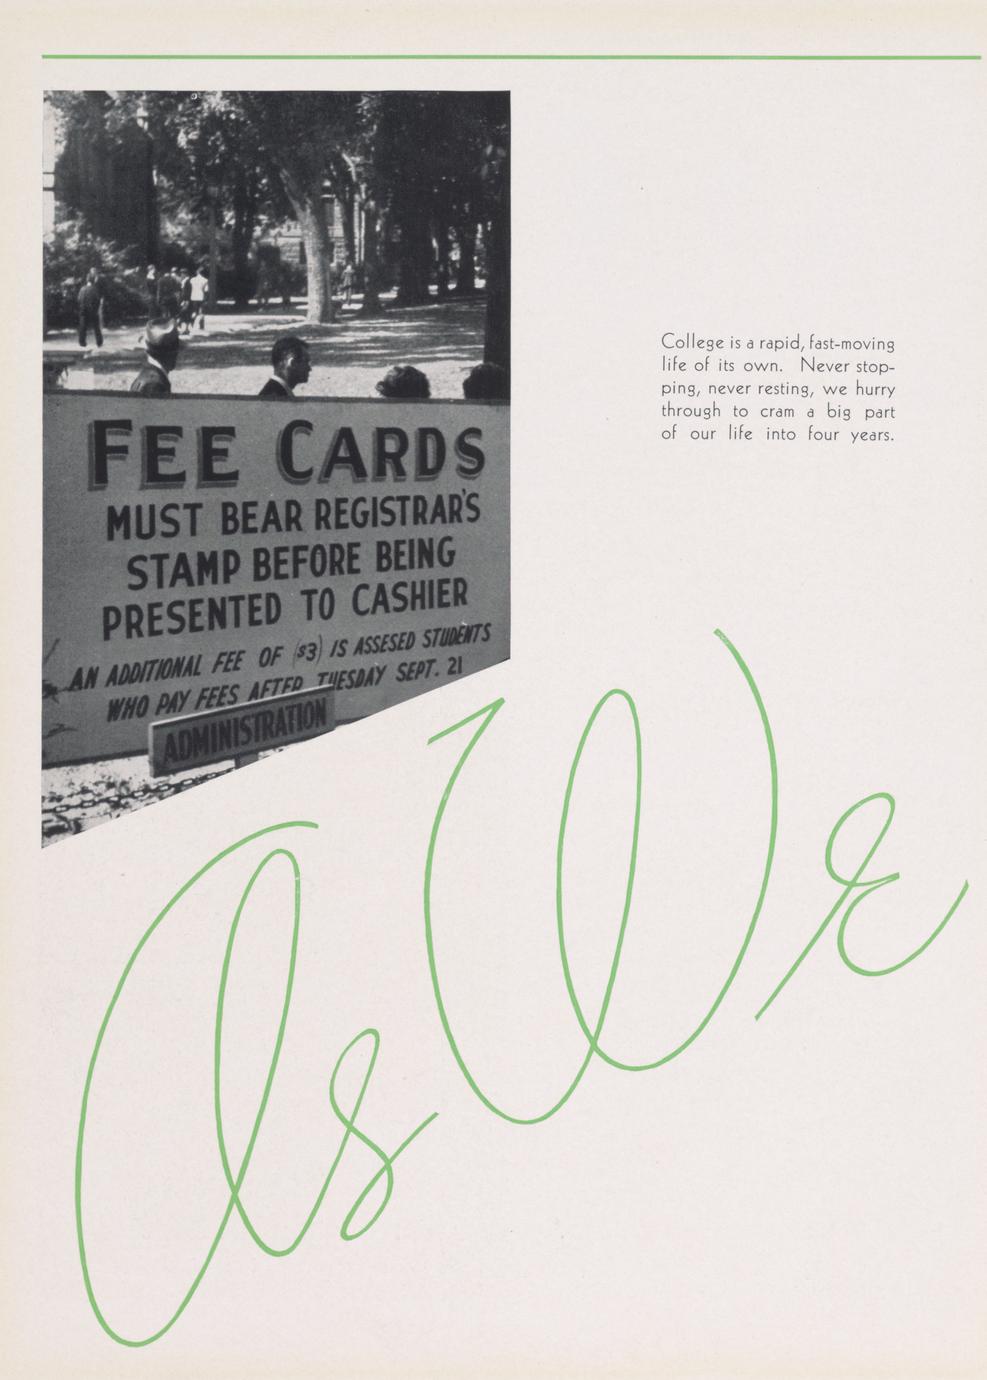 FEE CARDS
MUST BEAR REGISTRAR'S
STAMP BEFORE BEING
PRESENTED TO CASHIER
AN ADDITIONAL FEE OF ($3) IS ASSESED STUDENTS
WHO PAY FEES AFTER TUESDAY SEPT. 21
ADMINISTRATION
College is a rapid, fast-moving
life of its own. Never stop-
ping, never resting, we hurry
through to cram a big part
of our life into four years.
As We